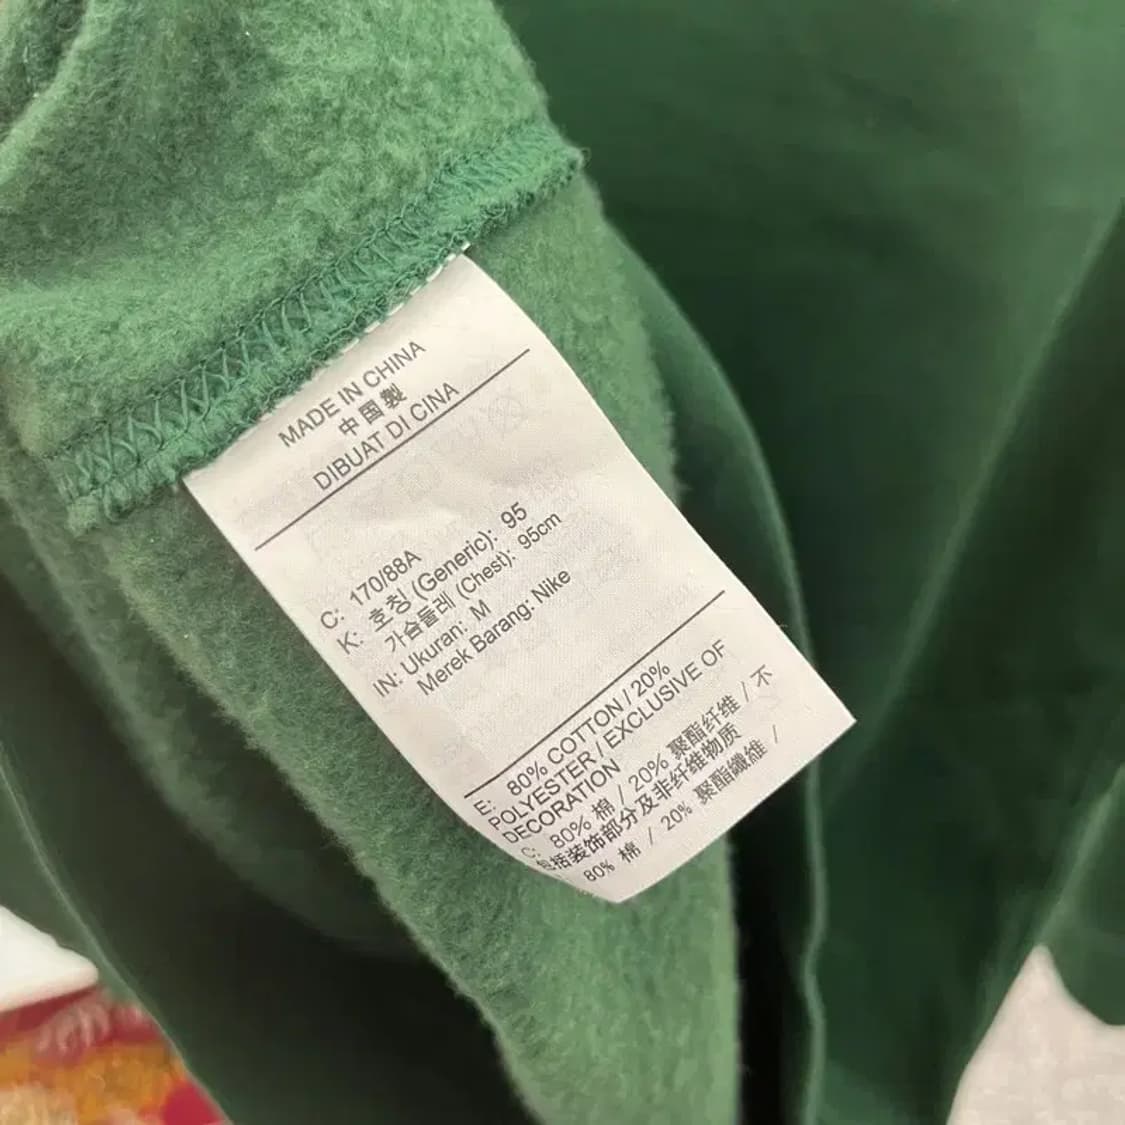 MADE IN CHINA
中国製
DIBUAT DI CINA
C: 170/88A
K: 호칭 (Generic): 95
가슴둘레 (Chest): 95cm
IN: Ukuran: M
Merek Barang: Nike
E: 80% COTTON / 20%
POLYESTER / EXCLUSIVE OF
DECORATION
C: 80% 棉 / 20% 聚酯纤维 / 不
包括装饰部分及非纤维物质
80% 棉 / 20% 聚酯纖維 /